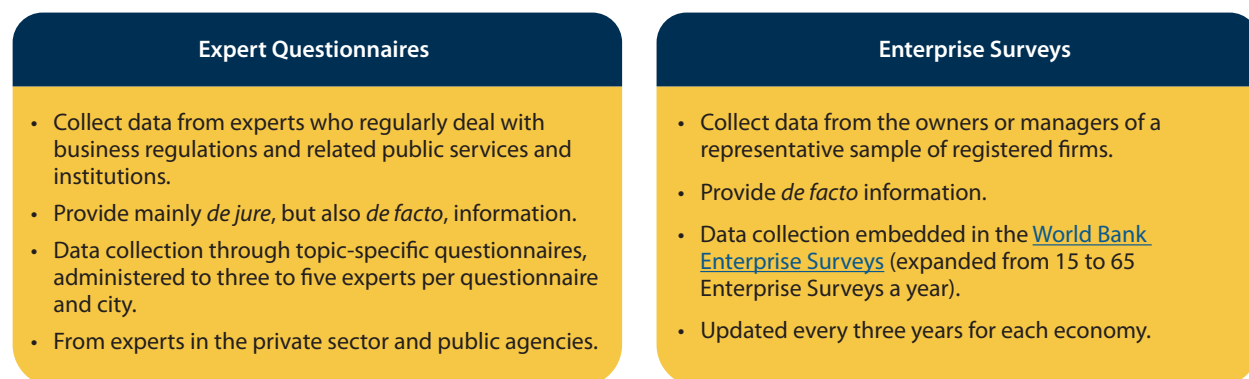 Expert Questionnaires
• Collect data from experts who regularly deal with
business regulations and related public services and
institutions.
• Provide mainly de jure, but also de facto, information.
• Data collection through topic-specific questionnaires,
administered to three to five experts per questionnaire
and city.
• From experts in the private sector and public agencies.
Enterprise Surveys
• Collect data from the owners or managers of a
representative sample of registered firms.
• Provide de facto information.
• Data collection embedded in the World Bank
Enterprise Surveys (expanded from 15 to 65
Enterprise Surveys a year).
• Updated every three years for each economy.